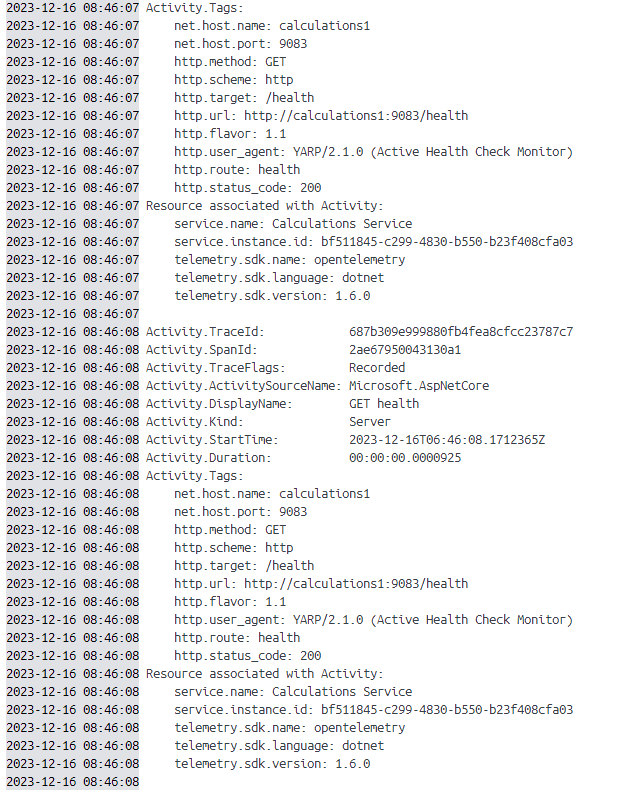 2023-12-16 08:46:07 Activity.Tags:
2023-12-16 08:46:07     net.host.name: calculations1
2023-12-16 08:46:07     net.host.port: 9083
2023-12-16 08:46:07     http.method: GET
2023-12-16 08:46:07     http.scheme: http
2023-12-16 08:46:07     http.target: /health
2023-12-16 08:46:07     http.url: http://calculations1:9083/health
2023-12-16 08:46:07     http.flavor: 1.1
2023-12-16 08:46:07     http.user_agent: YARP/2.1.0 (Active Health Check Monitor)
2023-12-16 08:46:07     http.route: health
2023-12-16 08:46:07     http.status_code: 200
2023-12-16 08:46:07 Resource associated with Activity:
2023-12-16 08:46:07     service.name: Calculations Service
2023-12-16 08:46:07     service.instance.id: bf511845-c299-4830-b550-b23f408cfa03
2023-12-16 08:46:07     telemetry.sdk.name: opentelemetry
2023-12-16 08:46:07     telemetry.sdk.language: dotnet
2023-12-16 08:46:07     telemetry.sdk.version: 1.6.0
2023-12-16 08:46:07
2023-12-16 08:46:08 Activity.TraceId:            687b309e999880fb4fea8cfcc23787c7
2023-12-16 08:46:08 Activity.SpanId:             2ae67950043130a1
2023-12-16 08:46:08 Activity.TraceFlags:         Recorded
2023-12-16 08:46:08 Activity.ActivitySourceName: Microsoft.AspNetCore
2023-12-16 08:46:08 Activity.DisplayName:        GET health
2023-12-16 08:46:08 Activity.Kind:               Server
2023-12-16 08:46:08 Activity.StartTime:          2023-12-16T06:46:08.1712365Z
2023-12-16 08:46:08 Activity.Duration:           00:00:00.0000925
2023-12-16 08:46:08 Activity.Tags:
2023-12-16 08:46:08     net.host.name: calculations1
2023-12-16 08:46:08     net.host.port: 9083
2023-12-16 08:46:08     http.method: GET
2023-12-16 08:46:08     http.scheme: http
2023-12-16 08:46:08     http.target: /health
2023-12-16 08:46:08     http.url: http://calculations1:9083/health
2023-12-16 08:46:08     http.flavor: 1.1
2023-12-16 08:46:08     http.user_agent: YARP/2.1.0 (Active Health Check Monitor)
2023-12-16 08:46:08     http.route: health
2023-12-16 08:46:08     http.status_code: 200
2023-12-16 08:46:08 Resource associated with Activity:
2023-12-16 08:46:08     service.name: Calculations Service
2023-12-16 08:46:08     service.instance.id: bf511845-c299-4830-b550-b23f408cfa03
2023-12-16 08:46:08     telemetry.sdk.name: opentelemetry
2023-12-16 08:46:08     telemetry.sdk.language: dotnet
2023-12-16 08:46:08     telemetry.sdk.version: 1.6.0
2023-12-16 08:46:08